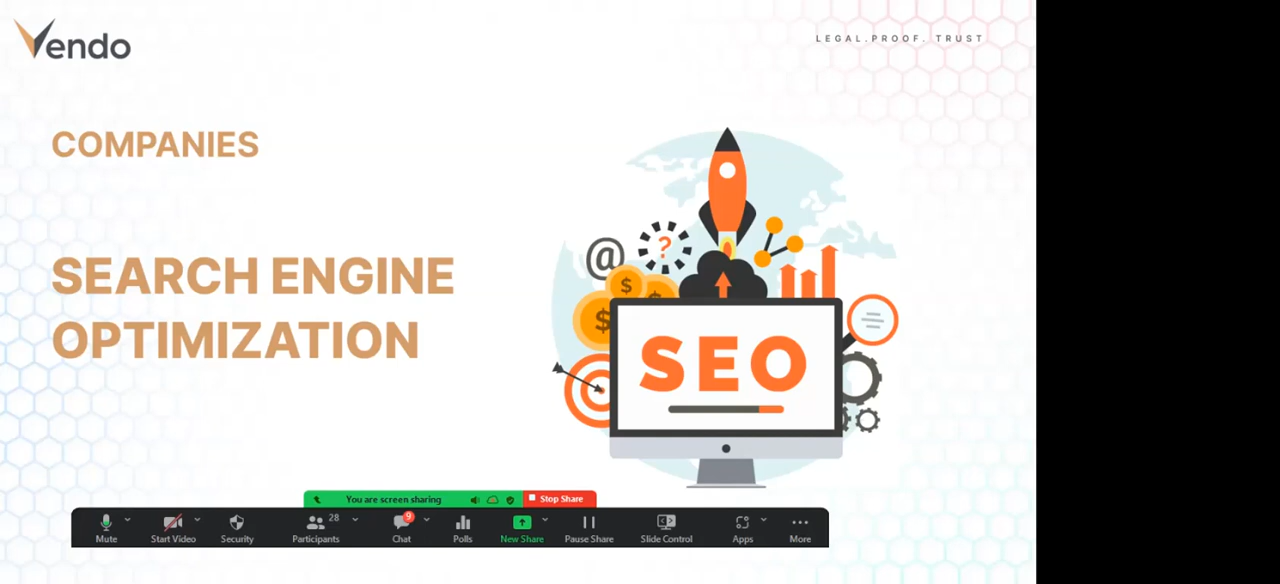 Vendo
LEGAL.PROOF. TRUST
COMPANIES
SEARCH ENGINE
OPTIMIZATION
@
?
$
$
$
SEO
You are screen sharing
Stop Share
28
9
Mute
Start Video
Security
Participants
Chat
Polls
New Share
Pause Share
Slide Control
Apps
More